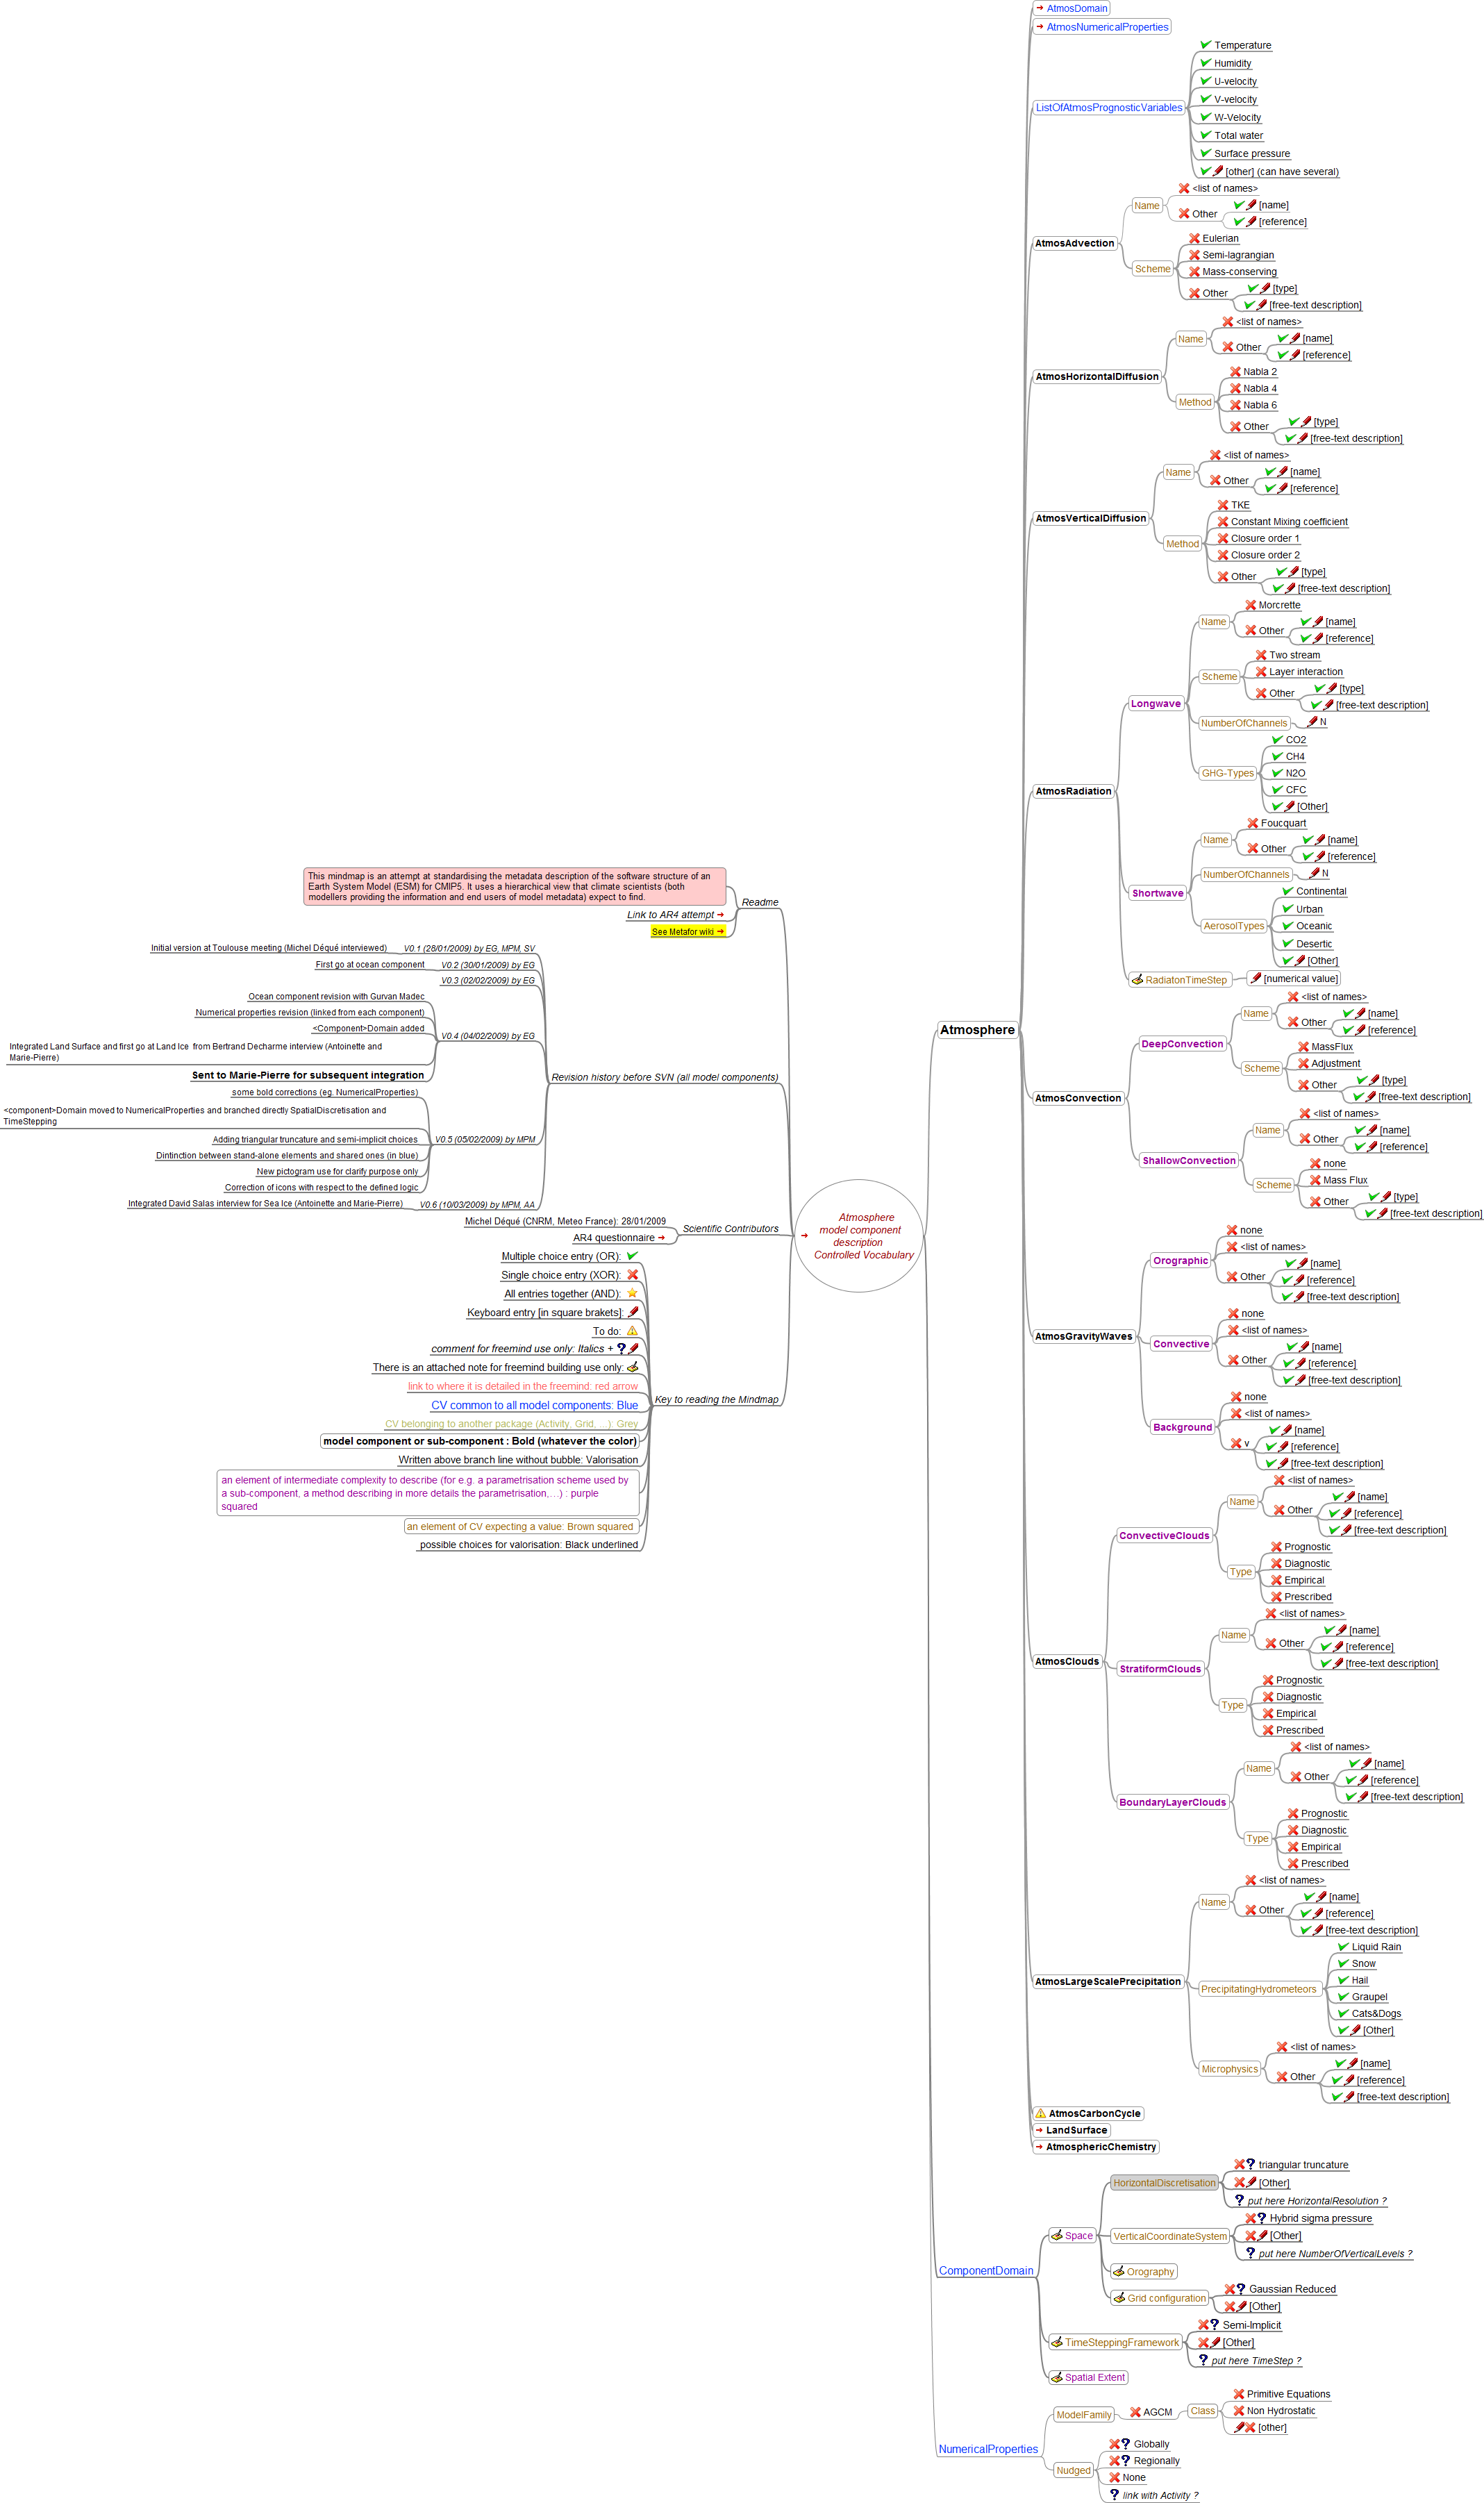 AtmosDomain
AtmosNumericalProperties
ListOfAtmosPrognosticVariables
Temperature
Humidity
U-velocity
V-velocity
W-Velocity
Total water
Surface pressure
[other] (can have several)
AtmosAdvection
Name
<list of names>
Other
[name]
[reference]
Scheme
Eulerian
Semi-lagrangian
Mass-conserving
Other
[type]
[free-text description]
AtmosHorizontalDiffusion
Name
<list of names>
Other
[name]
[reference]
Method
Nabla 2
Nabla 4
Nabla 6
Other
[type]
[free-text description]
AtmosVerticalDiffusion
Name
<list of names>
Other
[name]
[reference]
Method
TKE
Constant Mixing coefficient
Closure order 1
Closure order 2
Other
[type]
[free-text description]
AtmosRadiation
Longwave
Name
Morcrette
Other
[name]
[reference]
Scheme
Two stream
Layer interaction
Other
[type]
[free-text description]
NumberOfChannels
N
GHG-Types
CO2
CH4
N2O
CFC
[Other]
Shortwave
Name
Foucquart
Other
[name]
[reference]
NumberOfChannels
N
AerosolTypes
Continental
Urban
Oceanic
Desertic
[Other]
RadiatonTimeStep
[numerical value]
AtmosConvection
DeepConvection
Name
<list of names>
Other
[name]
[reference]
Scheme
MassFlux
Adjustment
Other
[type]
[free-text description]
ShallowConvection
Name
<list of names>
Other
[name]
[reference]
Scheme
none
Mass Flux
Other
[type]
[free-text description]
AtmosGravityWaves
Orographic
none
<list of names>
Other
[name]
[reference]
[free-text description]
Convective
none
<list of names>
Other
[name]
[reference]
[free-text description]
Background
none
<list of names>
v
[name]
[reference]
[free-text description]
AtmosClouds
ConvectiveClouds
Name
<list of names>
Other
[name]
[reference]
[free-text description]
Type
Prognostic
Diagnostic
Empirical
Prescribed
StratiformClouds
Name
<list of names>
Other
[name]
[reference]
[free-text description]
Type
Prognostic
Diagnostic
Empirical
Prescribed
BoundaryLayerClouds
Name
<list of names>
Other
[name]
[reference]
[free-text description]
Type
Prognostic
Diagnostic
Empirical
Prescribed
AtmosLargeScalePrecipitation
Name
<list of names>
Other
[name]
[reference]
[free-text description]
PrecipitatingHydrometeors
Liquid Rain
Snow
Hail
Graupel
Cats&Dogs
[Other]
Microphysics
<list of names>
Other
[name]
[reference]
[free-text description]
AtmosCarbonCycle
LandSurface
AtmosphericChemistry
Atmosphere
ComponentDomain
Space
HorizontalDiscretisation
triangular truncature
[Other]
put here HorizontalResolution ?
VerticalCoordinateSystem
Hybrid sigma pressure
[Other]
put here NumberOfVerticalLevels ?
Orography
Grid configuration
Gaussian Reduced
[Other]
TimeSteppingFramework
Semi-Implicit
[Other]
put here TimeStep ?
Spatial Extent
NumericalProperties
ModelFamily
AGCM
Class
Primitive Equations
Non Hydrostatic
[other]
Nudged
Globally
Regionally
None
link with Activity ?
Atmosphere
model component
description
Controlled Vocabulary
Readme
This mindmap is an attempt at standardising the metadata description of the software structure of an
Earth System Model (ESM) for CMIP5. It uses a hierarchical view that climate scientists (both
modellers providing the information and end users of model metadata) expect to find.
Link to AR4 attempt
See Metafor wiki
Revision history before SVN (all model components)
V0.1 (28/01/2009) by EG, MPM, SV
Initial version at Toulouse meeting (Michel Déqué interviewed)
V0.2 (30/01/2009) by EG
First go at ocean component
V0.3 (02/02/2009) by EG
V0.4 (04/02/2009) by EG
Ocean component revision with Gurvan Madec
Numerical properties revision (linked from each component)
<Component>Domain added
Integrated Land Surface and first go at Land Ice from Bertrand Decharme interview (Antoinette and
Marie-Pierre)
Sent to Marie-Pierre for subsequent integration
V0.5 (05/02/2009) by MPM
some bold corrections (eg. NumericalProperties)
<component>Domain moved to NumericalProperties and branched directly SpatialDiscretisation and
TimeStepping
Adding triangular truncature and semi-implicit choices
Dintinction between stand-alone elements and shared ones (in blue)
New pictogram use for clarify purpose only
Correction of icons with respect to the defined logic
V0.6 (10/03/2009) by MPM, AA
Integrated David Salas interview for Sea Ice (Antoinette and Marie-Pierre)
Scientific Contributors
Michel Déqué (CNRM, Meteo France): 28/01/2009
AR4 questionnaire
Key to reading the Mindmap
Multiple choice entry (OR):
Single choice entry (XOR):
All entries together (AND):
Keyboard entry [in square brakets]:
To do:
comment for freemind use only: Italics +
There is an attached note for freemind building use only:
link to where it is detailed in the freemind: red arrow
CV common to all model components: Blue
CV belonging to another package (Activity, Grid, ...): Grey
model component or sub-component : Bold (whatever the color)
Written above branch line without bubble: Valorisation
an element of intermediate complexity to describe (for e.g. a parametrisation scheme used by
a sub-component, a method describing in more details the parametrisation,...) : purple
squared
an element of CV expecting a value: Brown squared
possible choices for valorisation: Black underlined